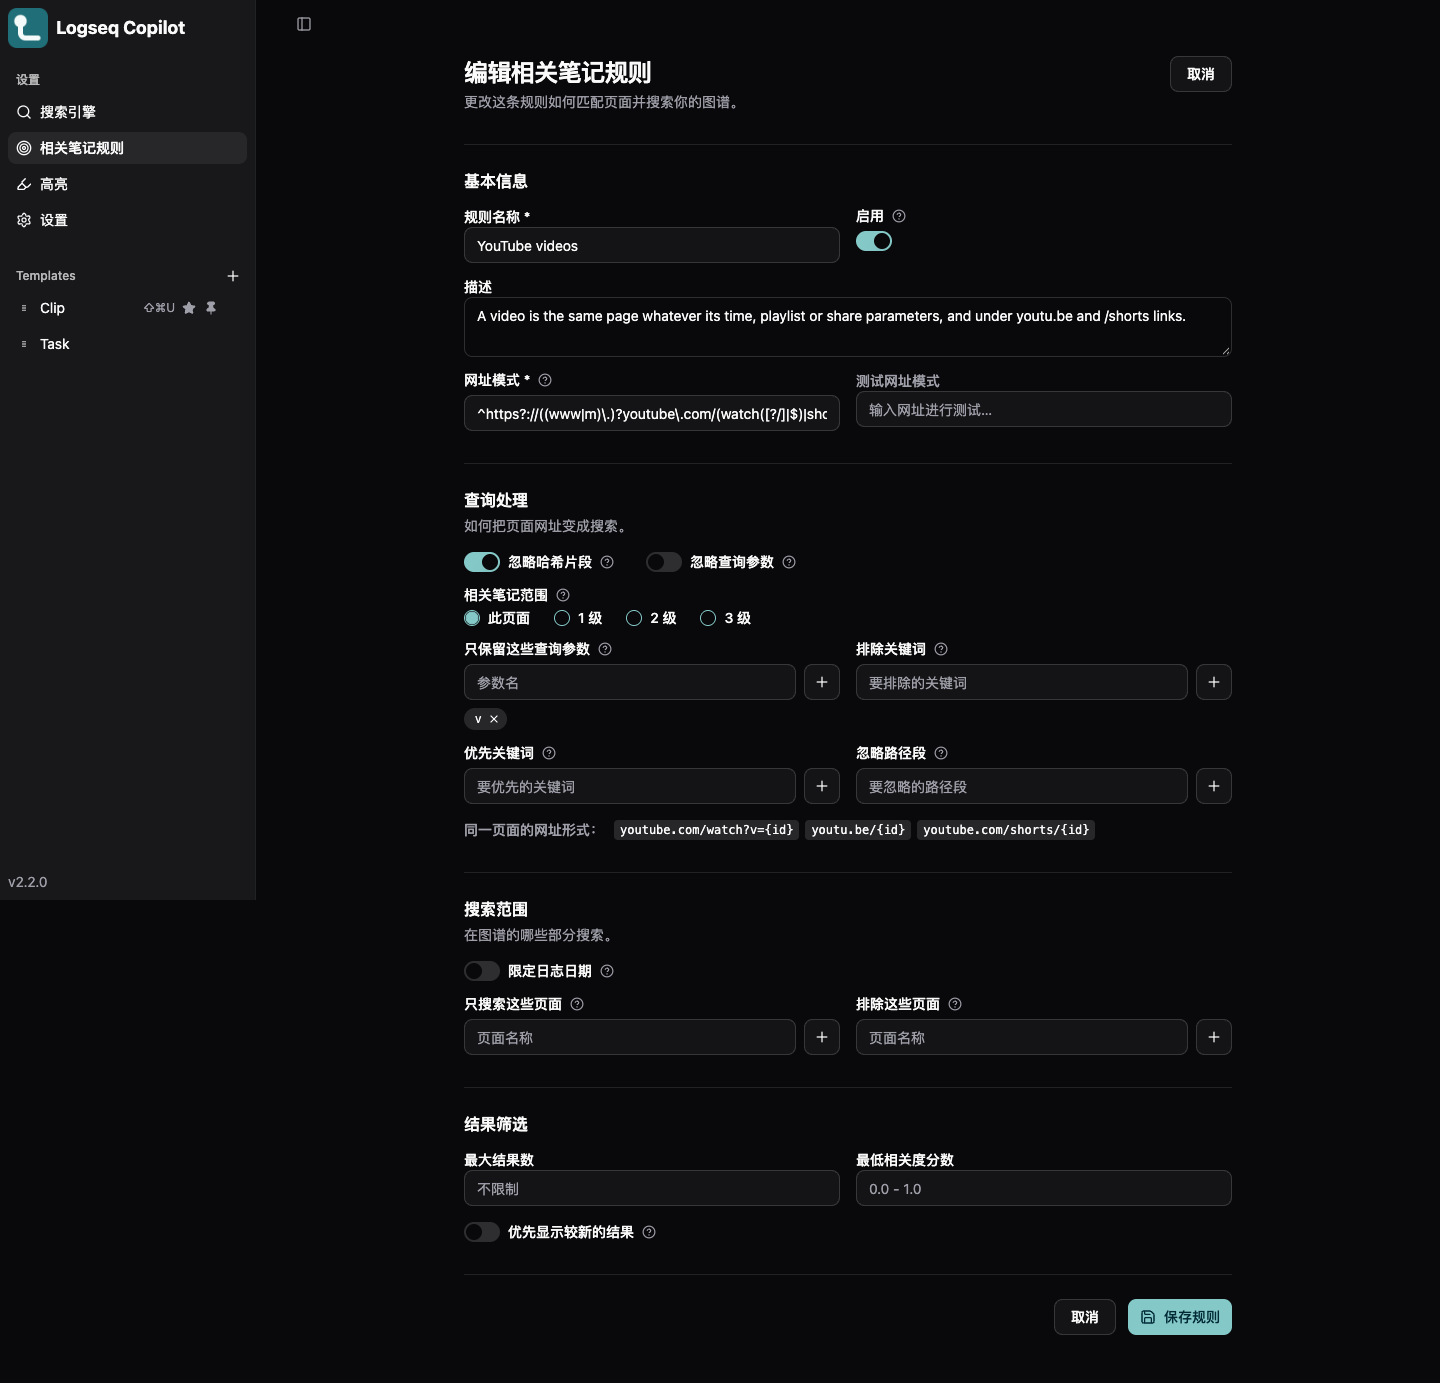 Logseq Copilot
设置
搜索引擎
相关笔记规则
高亮
设置
Templates
Clip ⇧⌘U
Task
v2.2.0
编辑相关笔记规则
取消
更改这条规则如何匹配页面并搜索你的图谱。
基本信息
规则名称 *
启用
YouTube videos
描述
A video is the same page whatever its time, playlist or share parameters, and under youtu.be and /shorts links.
网址模式 *
测试网址模式
^https?://((www|m)\.)?youtube\.com/(watch([?/]|$)|sho
输入网址进行测试...
查询处理
如何把页面网址变成搜索。
忽略哈希片段
忽略查询参数
相关笔记范围
此页面
1 级
2 级
3 级
只保留这些查询参数
排除关键词
参数名
要排除的关键词
v
优先关键词
忽略路径段
要优先的关键词
要忽略的路径段
同一页面的网址形式： youtube.com/watch?v={id} youtu.be/{id} youtube.com/shorts/{id}
搜索范围
在图谱的哪些部分搜索。
限定日志日期
只搜索这些页面
排除这些页面
页面名称
页面名称
结果筛选
最大结果数
最低相关度分数
不限制
0.0 - 1.0
优先显示较新的结果
取消
保存规则